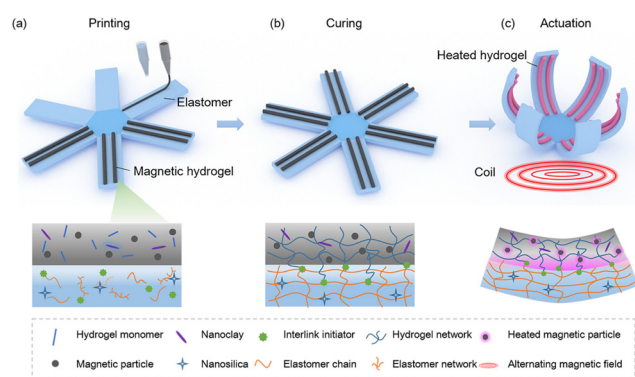 (a) Printing
(b) Curing
(c) Actuation
Elastomer
Magnetic hydrogel
Heated hydrogel
Coil
Hydrogel monomer
Nanoclay
Interlink initiator
Hydrogel network
Heated magnetic particle
Magnetic particle
Nanosilica
Elastomer chain
Elastomer network
Alternating magnetic field